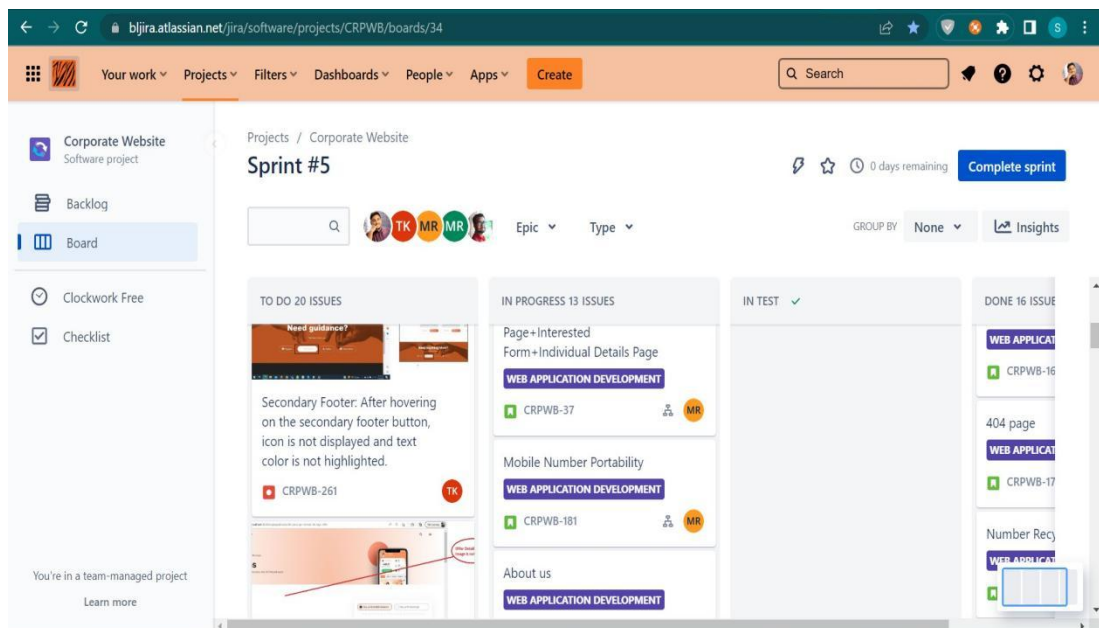 bljira.atlassian.net/jira/software/projects/CRPWB/boards/34
S
Your work Projects Filters Dashboards People Apps Create
Search
Corporate Website
Software project
Backlog
Board
Clockwork Free
Checklist
You're in a team-managed project
Learn more
Projects / Corporate Website
Sprint #5
0 days remaining
Complete sprint
TK MR MR
Epic Type
GROUP BY None Insights
TO DO 20 ISSUES
Need guidance?
Secondary Footer: After hovering
on the secondary footer button,
icon is not displayed and text
color is not highlighted.
CRPWB-261 TK
IN PROGRESS 13 ISSUES
Page+Interested
Form+Individual Details Page
WEB APPLICATION DEVELOPMENT
CRPWB-37 MR
Mobile Number Portability
WEB APPLICATION DEVELOPMENT
CRPWB-181 MR
About us
WEB APPLICATION DEVELOPMENT
IN TEST
DONE 16 ISSUE
WEB APPLICAT
CRPWB-16
404 page
WEB APPLICAT
CRPWB-17
Number Recy
WEB APPLICAT